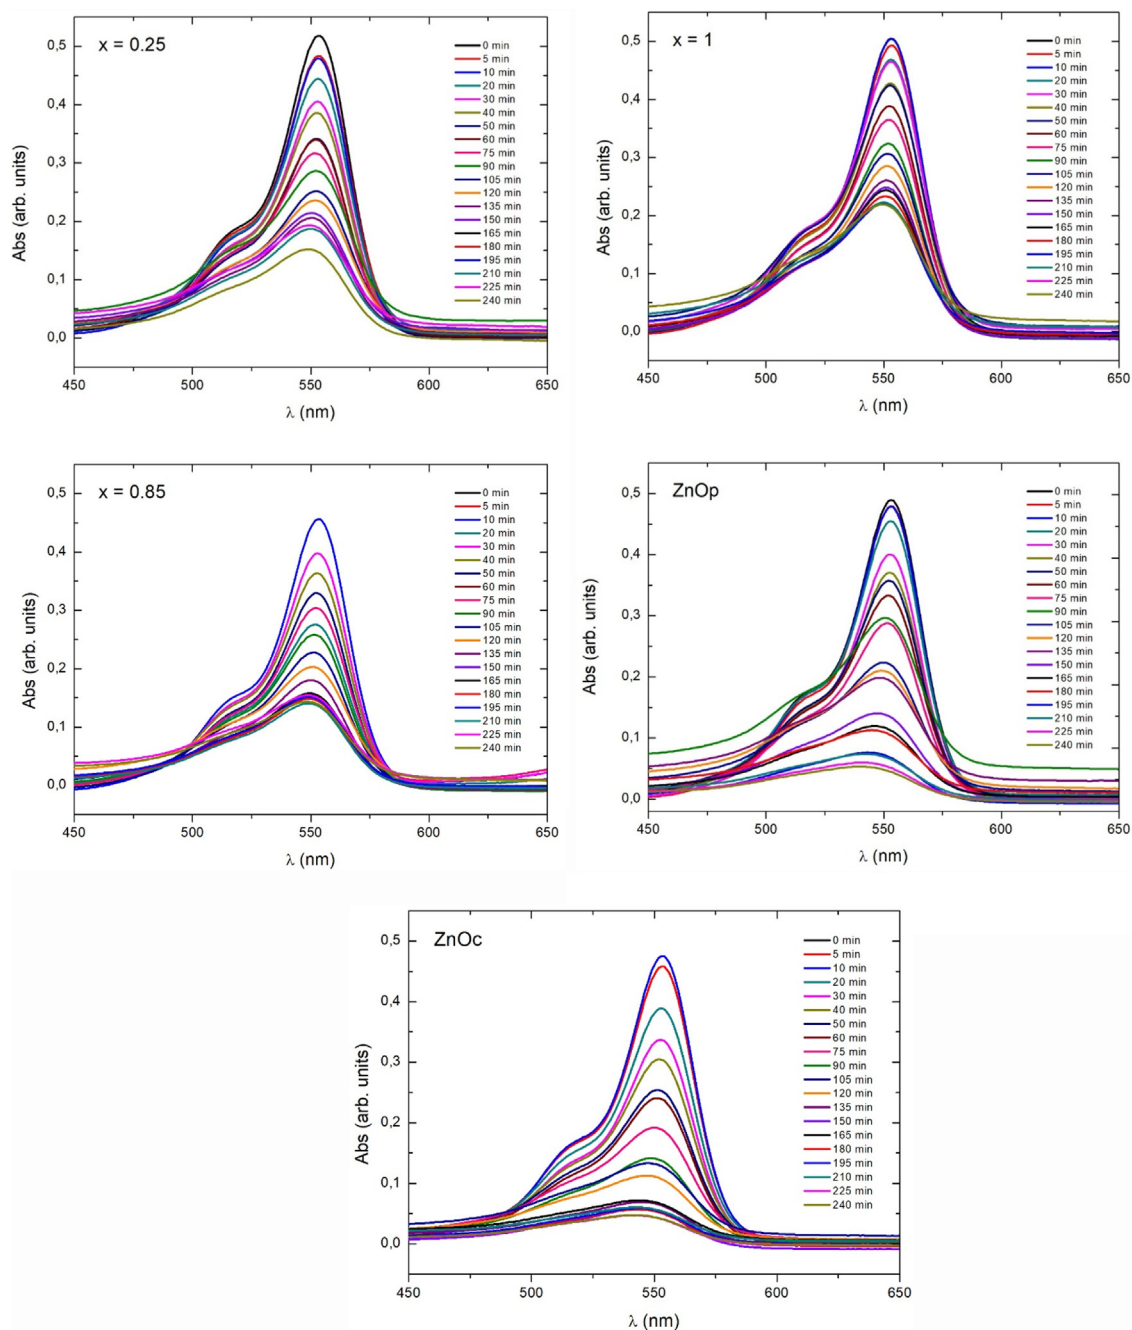 x = 0.25
0,5
0,4
0,3
0,2
0,1
0,0
Abs (arb. units)
450 500 550 600 650
λ (nm)
0 min
5 min
10 min
20 min
30 min
40 min
50 min
60 min
75 min
90 min
105 min
120 min
135 min
150 min
165 min
180 min
195 min
210 min
225 min
240 min
x = 1
0,5
0,4
0,3
0,2
0,1
0,0
Abs (arb. units)
450 500 550 600 650
λ (nm)
0 min
5 min
10 min
20 min
30 min
40 min
50 min
60 min
75 min
90 min
105 min
120 min
135 min
150 min
165 min
180 min
195 min
210 min
225 min
240 min
x = 0.85
0,5
0,4
0,3
0,2
0,1
0,0
Abs (arb. units)
450 500 550 600 650
λ (nm)
0 min
5 min
10 min
20 min
30 min
40 min
50 min
60 min
75 min
90 min
105 min
120 min
135 min
150 min
165 min
180 min
195 min
210 min
225 min
240 min
ZnOp
0,5
0,4
0,3
0,2
0,1
0,0
Abs (arb. units)
450 500 550 600 650
λ (nm)
0 min
5 min
10 min
20 min
30 min
40 min
50 min
60 min
75 min
90 min
105 min
120 min
135 min
150 min
165 min
180 min
195 min
210 min
225 min
240 min
ZnOc
0,5
0,4
0,3
0,2
0,1
0,0
Abs (arb. units)
450 500 550 600 650
λ (nm)
0 min
5 min
10 min
20 min
30 min
40 min
50 min
60 min
75 min
90 min
105 min
120 min
135 min
150 min
165 min
180 min
195 min
210 min
225 min
240 min